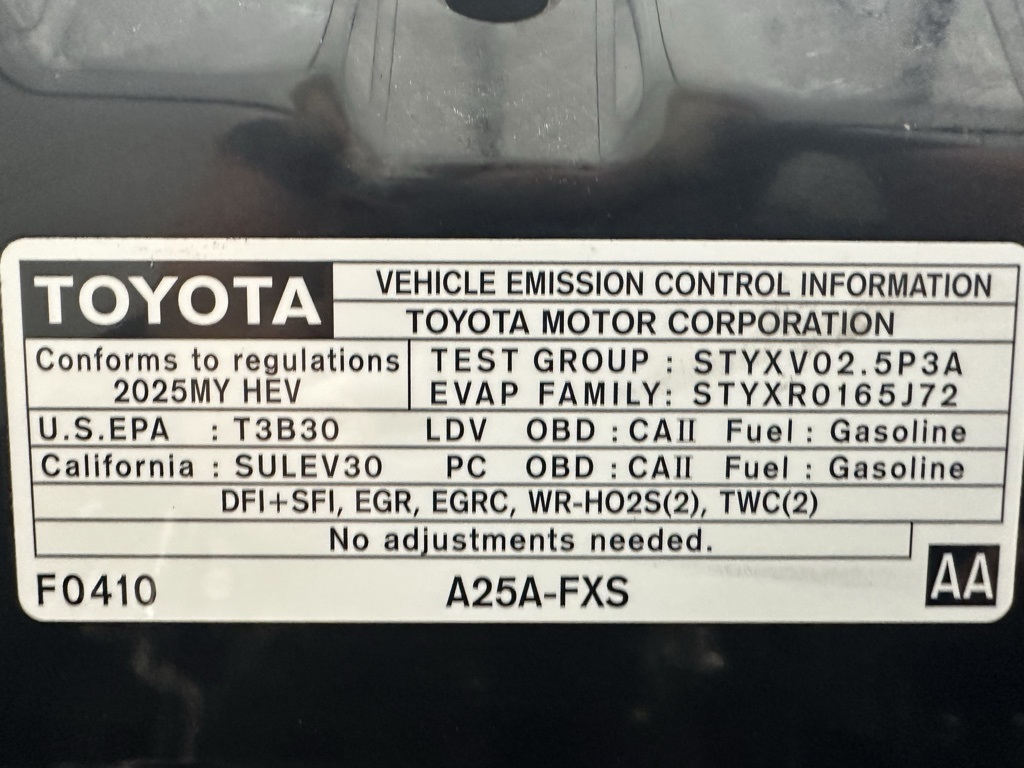 TOYOTA
VEHICLE EMISSION CONTROL INFORMATION
TOYOTA MOTOR CORPORATION
Conforms to regulations
2025MY HEV
TEST GROUP : STYXV02.5P3A
EVAP FAMILY: STYXR0165J72
U.S.EPA : T3B30 LDV OBD : CAII Fuel : Gasoline
California : SULEV30 PC OBD : CAII Fuel : Gasoline
DFI+SFI, EGR, EGRC, WR-HO2S(2), TWC(2)
No adjustments needed.
F0410 A25A-FXS AA